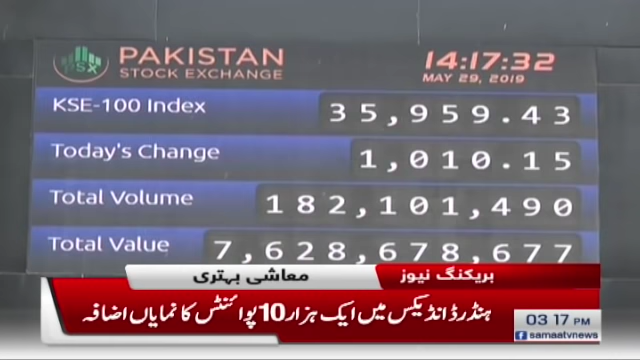 PSX
PAKISTAN
STOCK EXCHANGE
14:17:32
MAY 29, 2019
KSE-100 Index 35,959.43
Today's Change 1,010.15
Total Volume 182,101,490
Total Value 7,628,678,677
بریکنگ نیوز
معاشی بہتری
ہنڈرڈ انڈیکس میں ایک ہزار 10 پوائنٹس کا نمایاں اضافہ
03:17 PM
samaatvnews